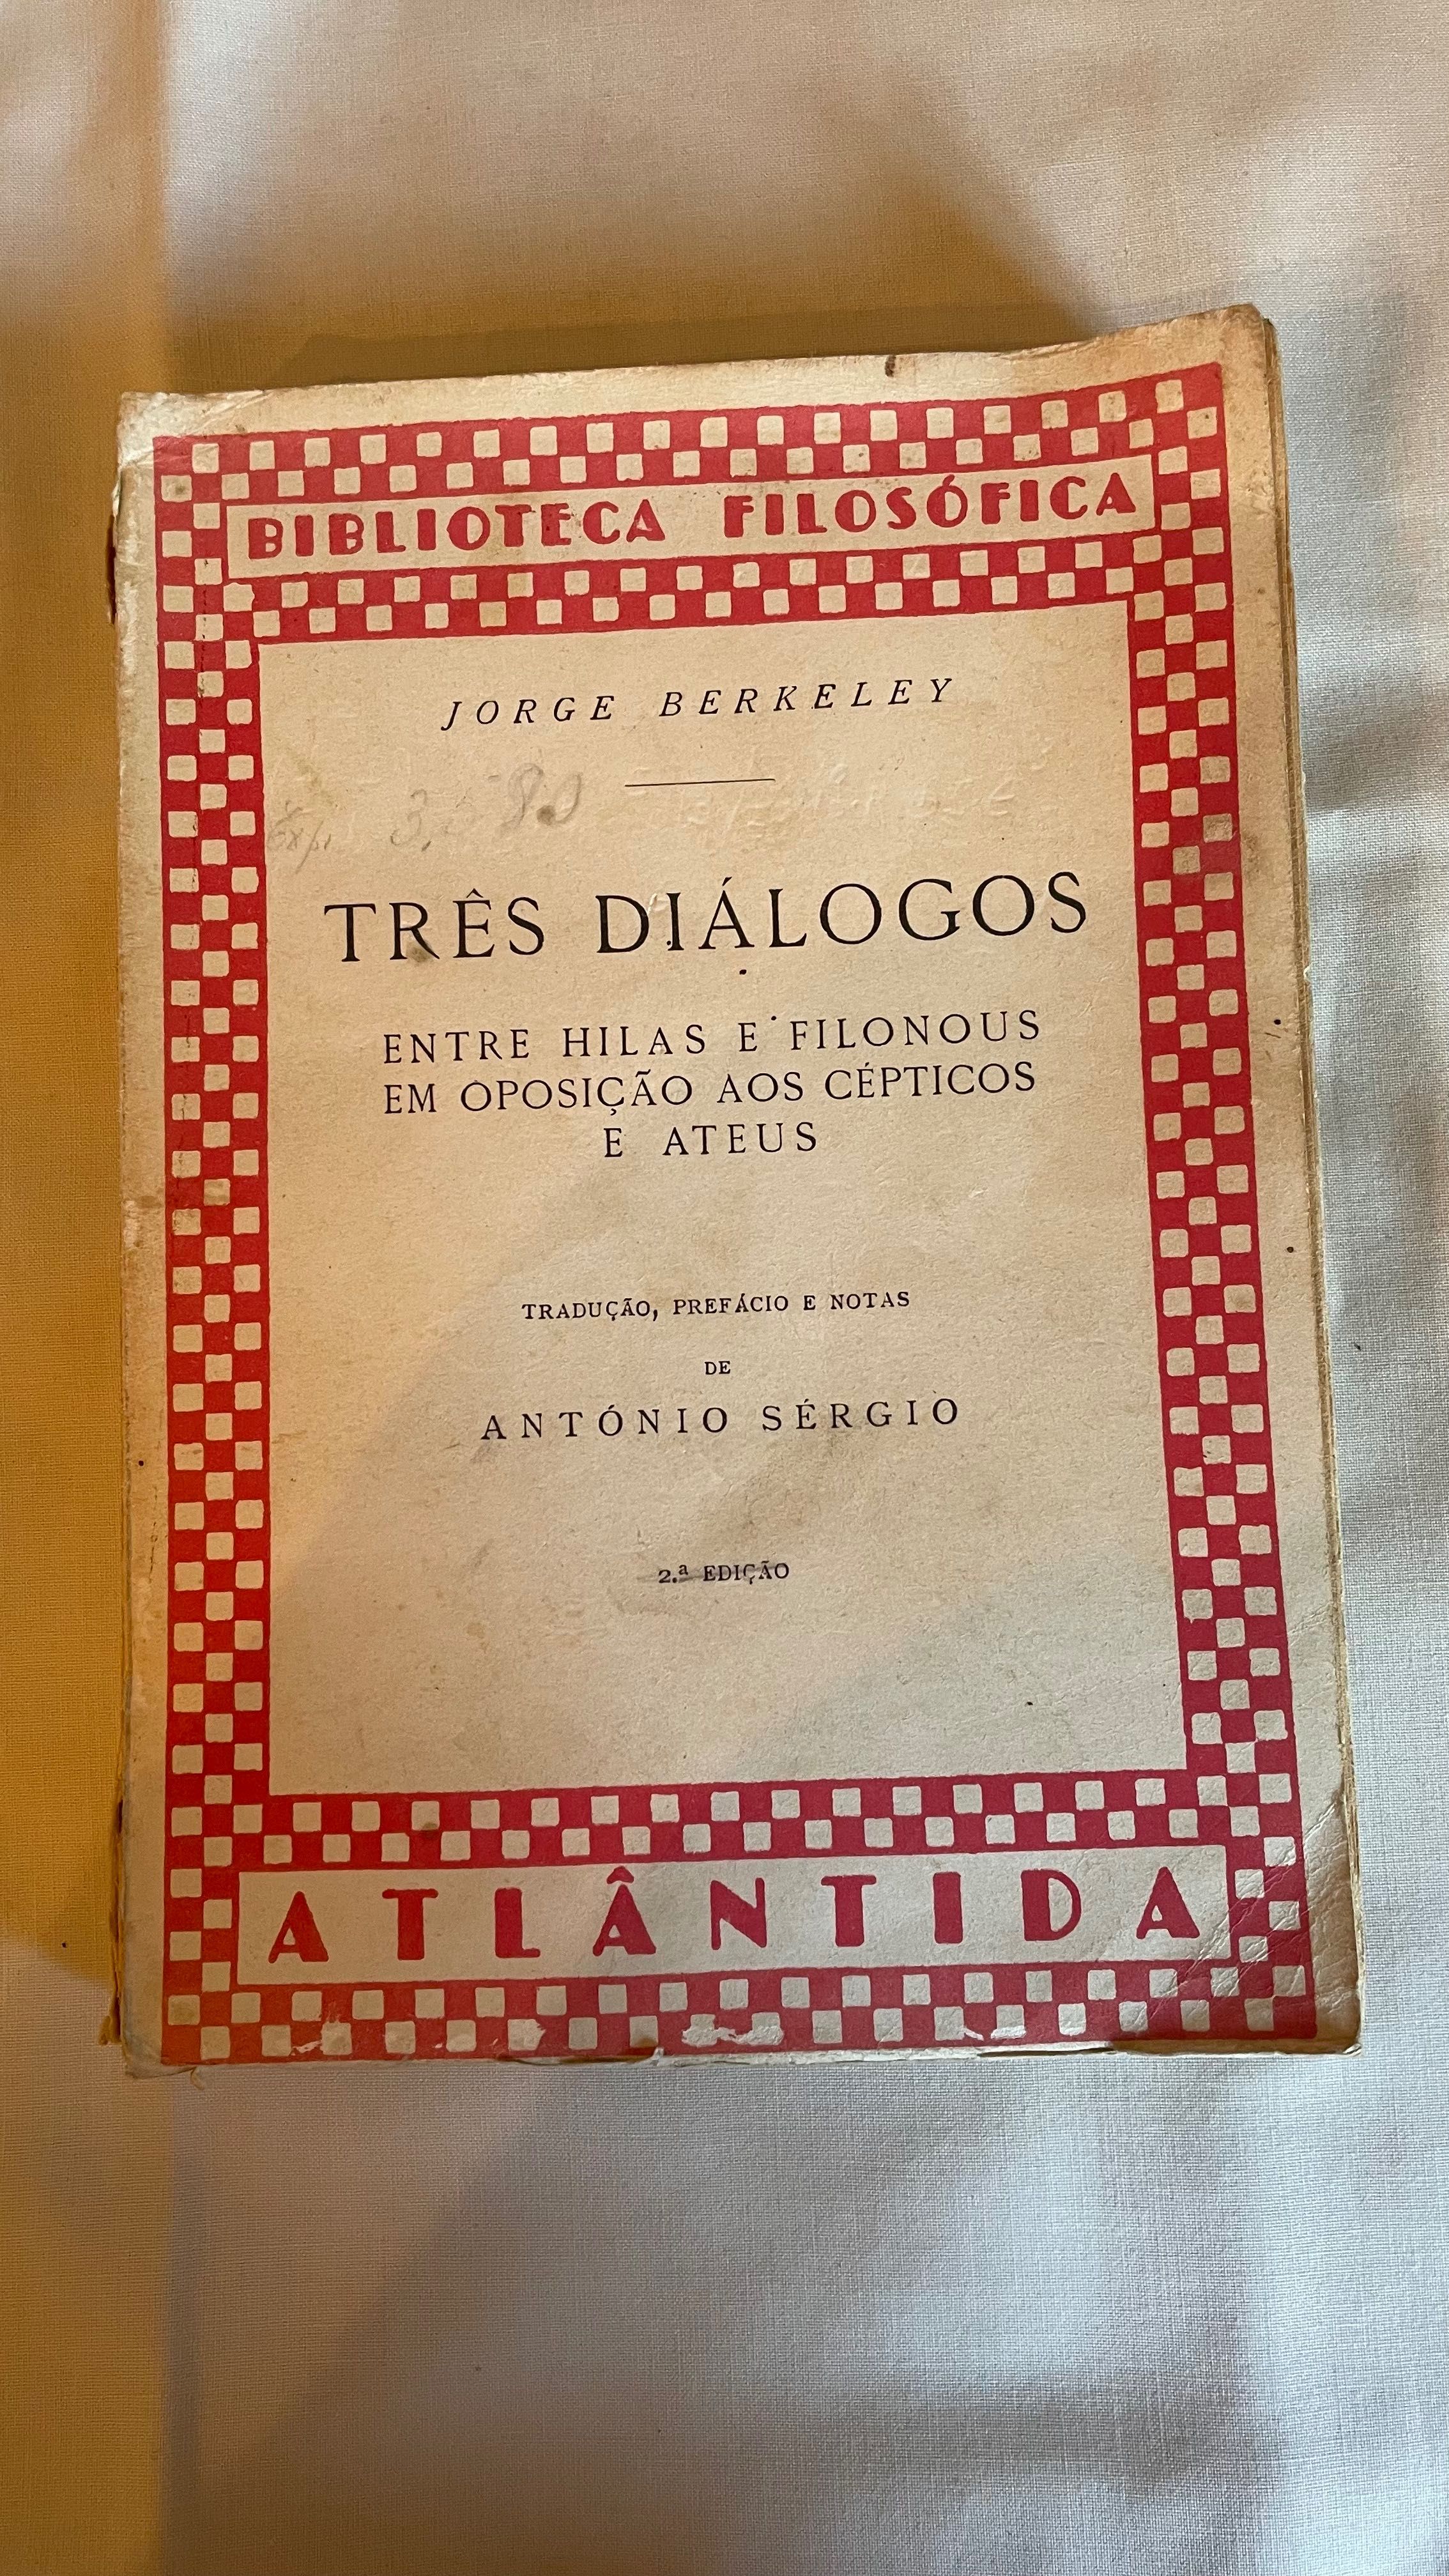 BIBLIOTECA FILOSÓFICA
JORGE BERKELEY
TRÊS DIÁLOGOS
ENTRE HILAS E FILONOUS
EM OPOSIÇÃO AOS CÉPTICOS
E ATEUS
TRADUÇÃO, PREFÁCIO E NOTAS
DE
ANTÓNIO SÉRGIO
2.ª EDIÇÃO
ATLÂNTIDA